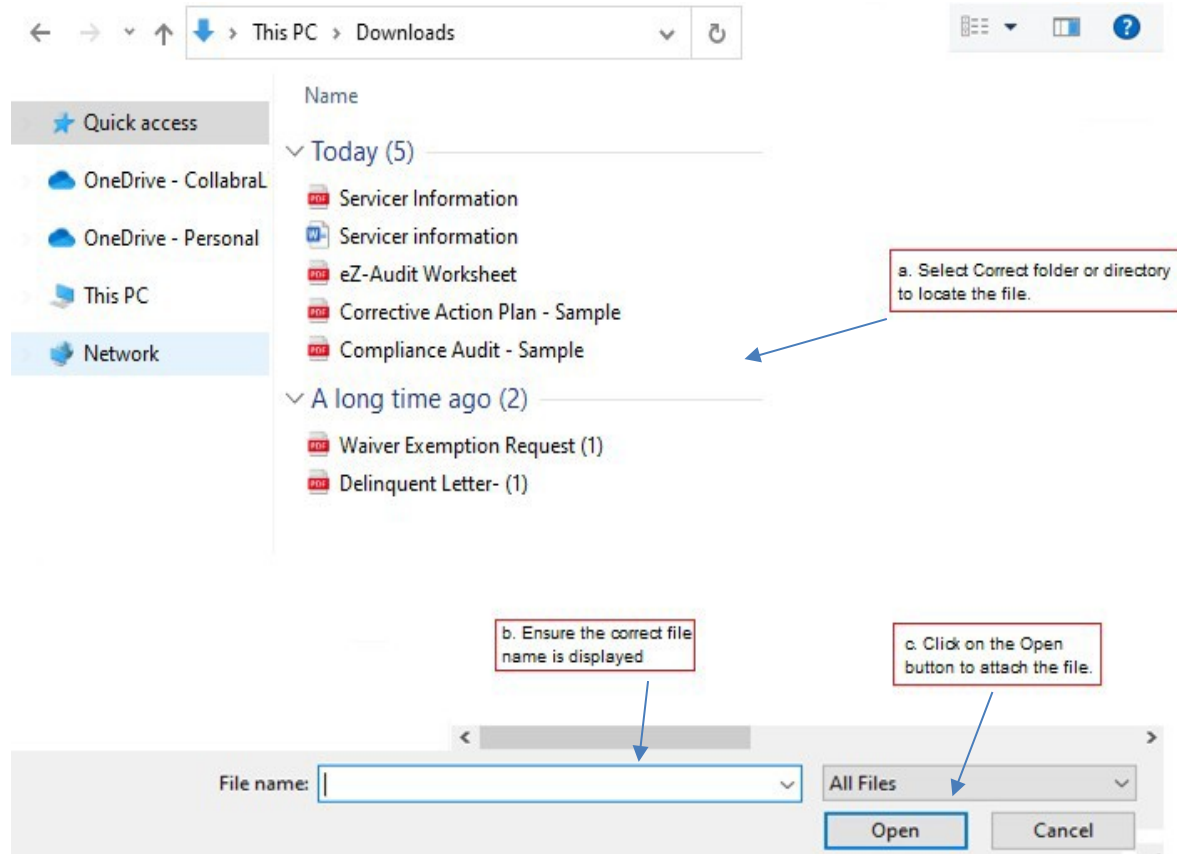 This PC > Downloads
Name
Quick access
Today (5)
OneDrive - CollabraL
Servicer Information
OneDrive - Personal
Servicer information
eZ-Audit Worksheet
a. Select Correct folder or directory
to locate the file.
This PC
Corrective Action Plan - Sample
Network
Compliance Audit - Sample
A long time ago (2)
Waiver Exemption Request (1)
Delinquent Letter- (1)
b. Ensure the correct file
name is displayed
c. Click on the Open
button to attach the file.
File name:
All Files
Open
Cancel